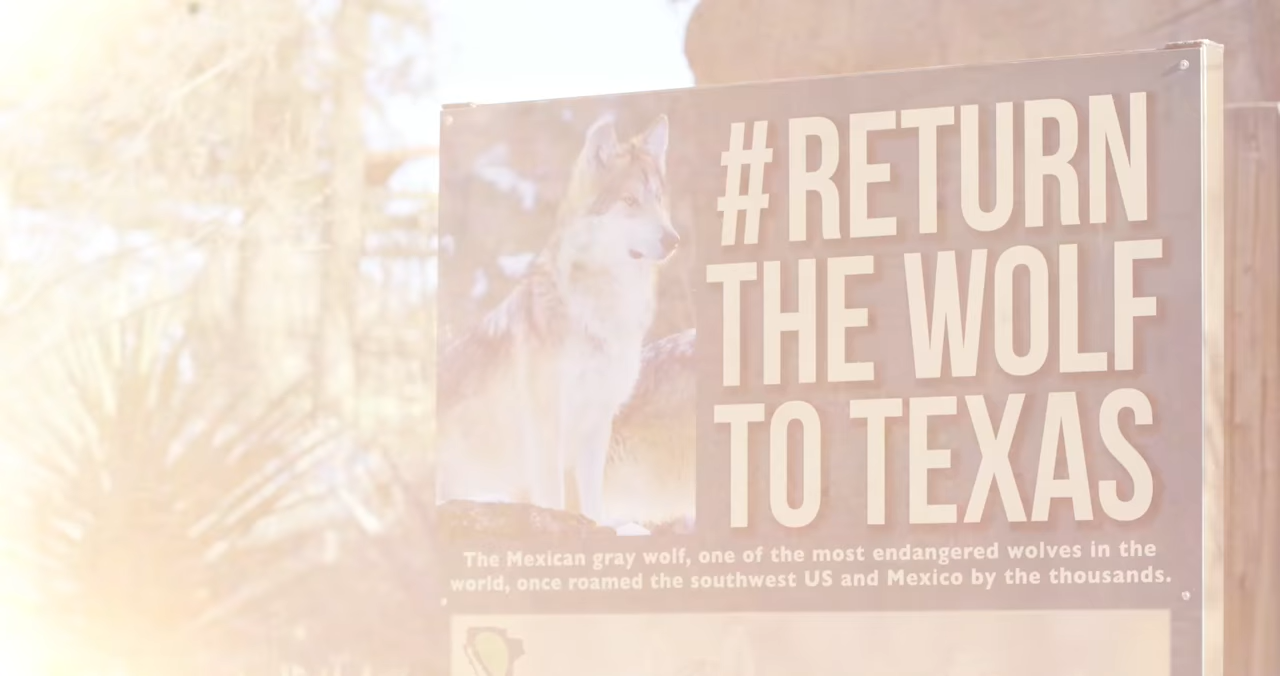 #RETURN
THE WOLF
TO TEXAS
The Mexican gray wolf, one of the most endangered wolves in the
world, once roamed the southwest US and Mexico by the thousands.